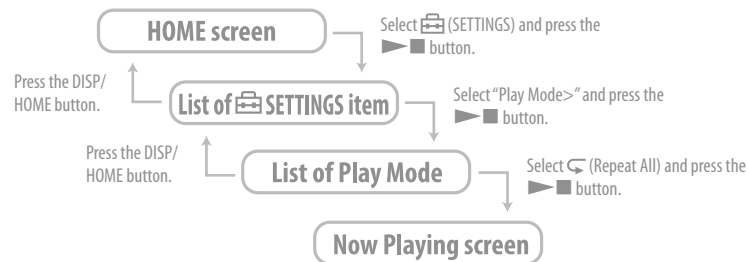 HOME screen
Select (SETTINGS) and press the
button.
Press the DISP/
HOME button.
List of SETTINGS item
Select “Play Mode>” and press the
button.
Press the DISP/
HOME button.
List of Play Mode
Select (Repeat All) and press the
button.
Now Playing screen